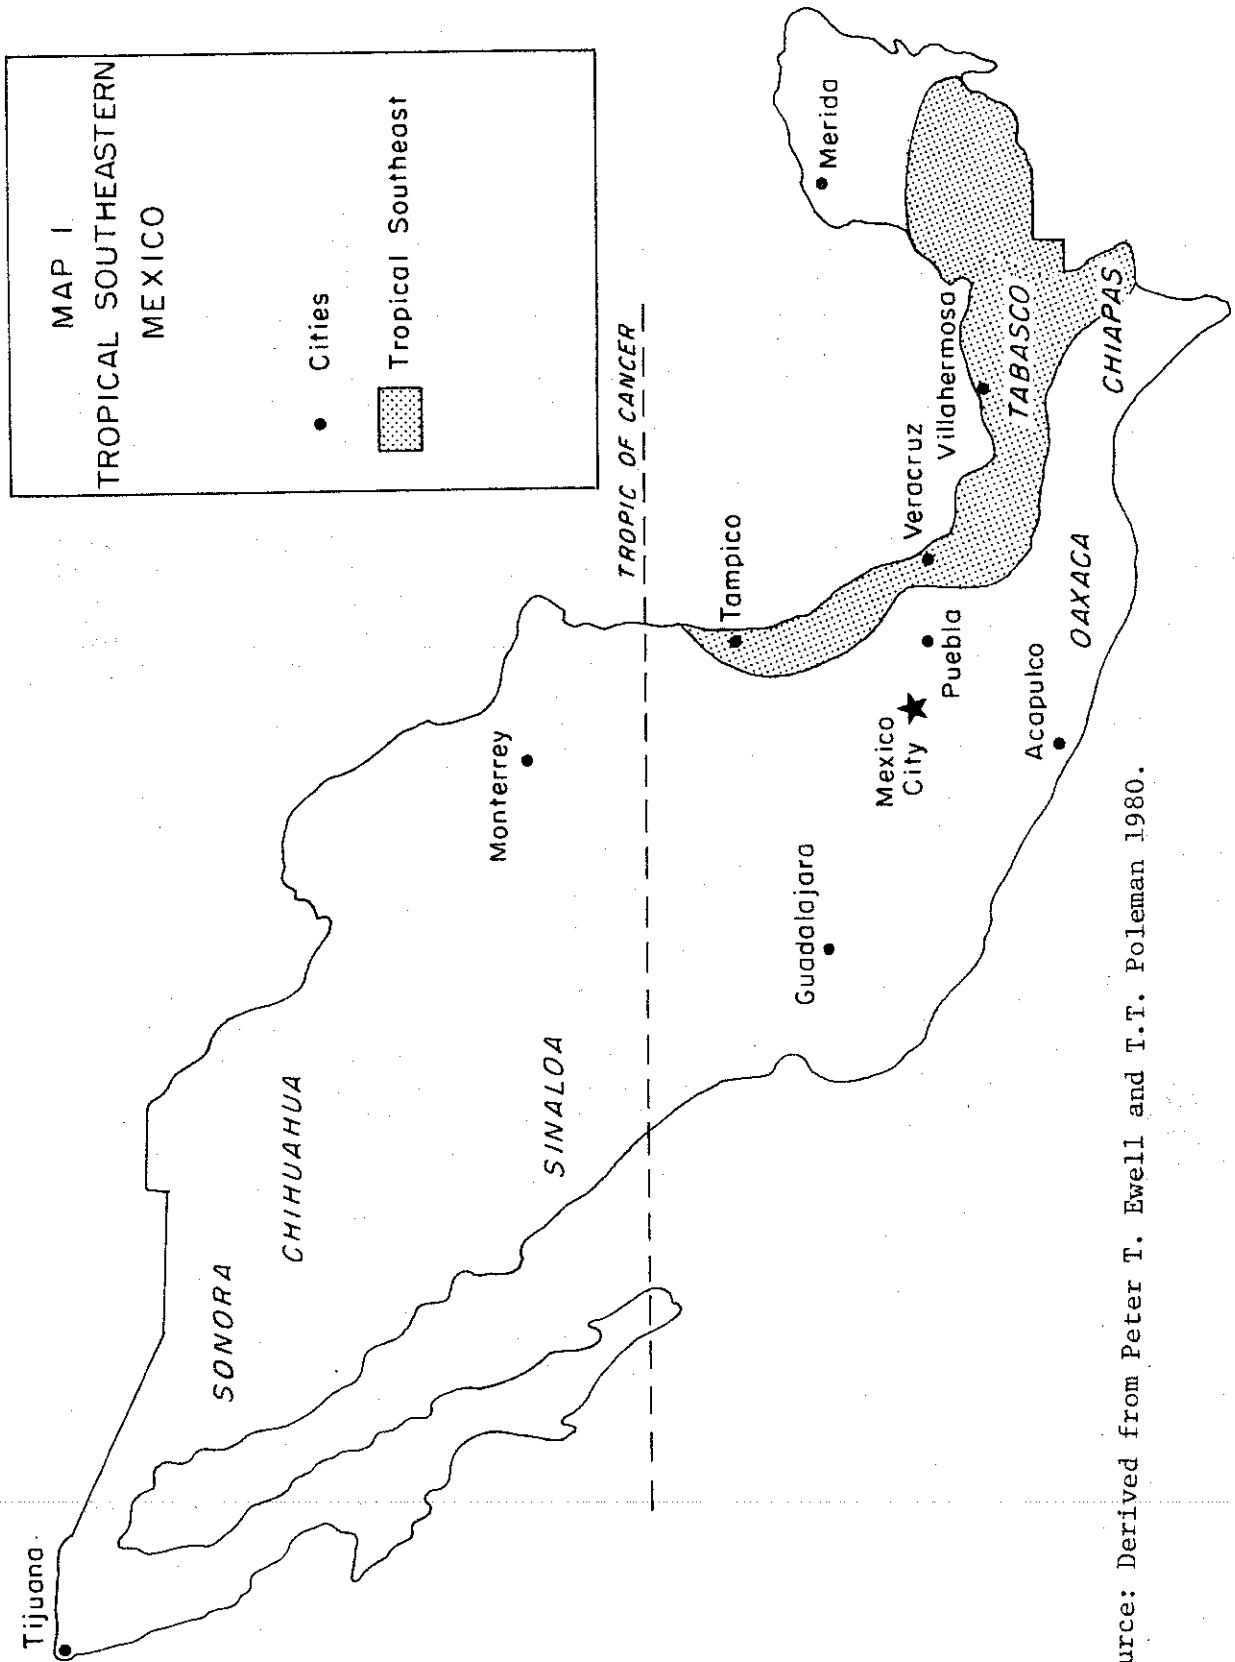 MAP I.
TROPICAL SOUTHEASTERN
MEXICO
Cities
Tropical Southeast
Tijuana
SONORA
CHIHUAHUA
SINALOA
Monterrey
TROPIC OF CANCER
Tampico
Guadalajara
Mexico
City
Puebla
Veracruz
Villahermosa
Merida
Acapulco
OAXACA
TABASCO
CHIAPAS
urce: Derived from Peter T. Ewell and T.T. Poleman 1980.